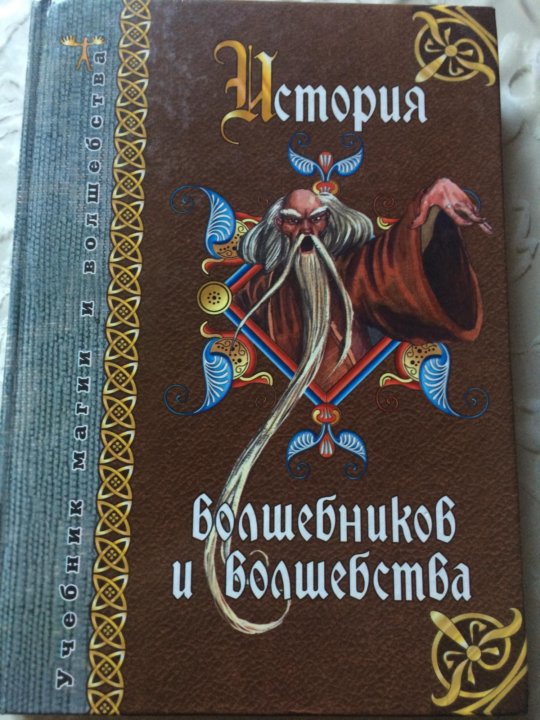 История
волшебников
и волшебства
учебник магии и волшебства